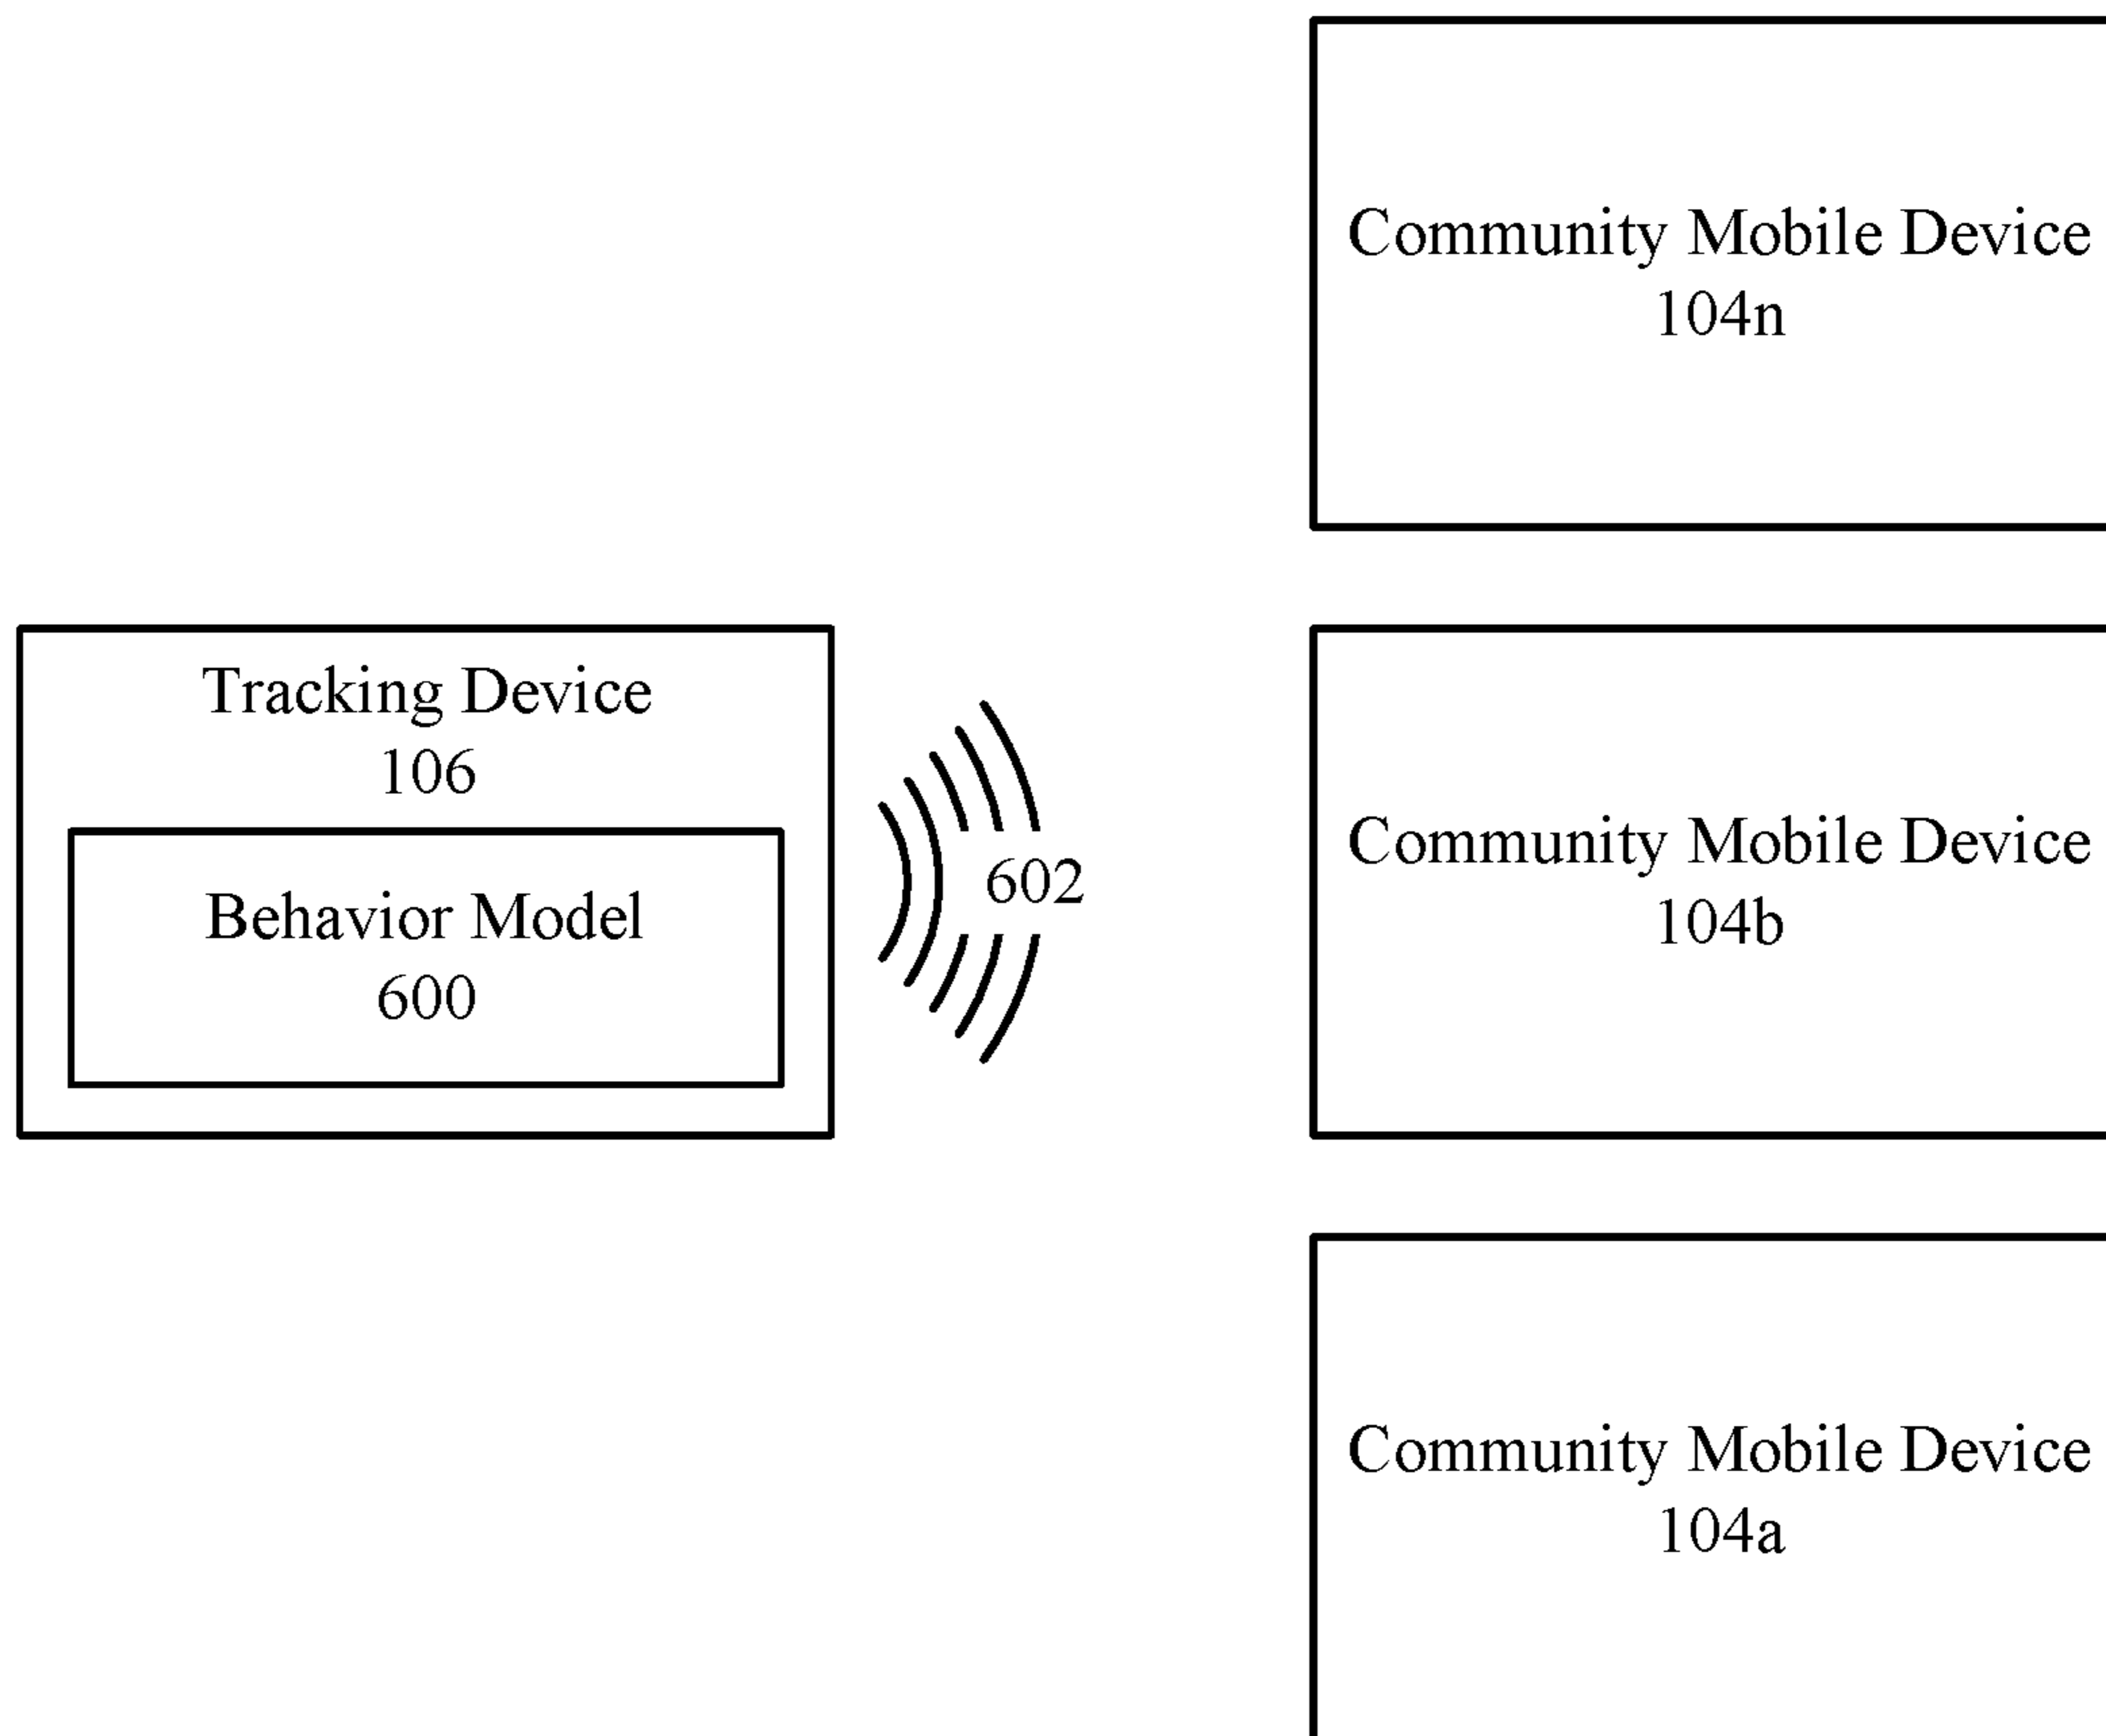 Community Mobile Device
104n
Tracking Device
106
Behavior Model
600
602
Community Mobile Device
104b
Community Mobile Device
104a